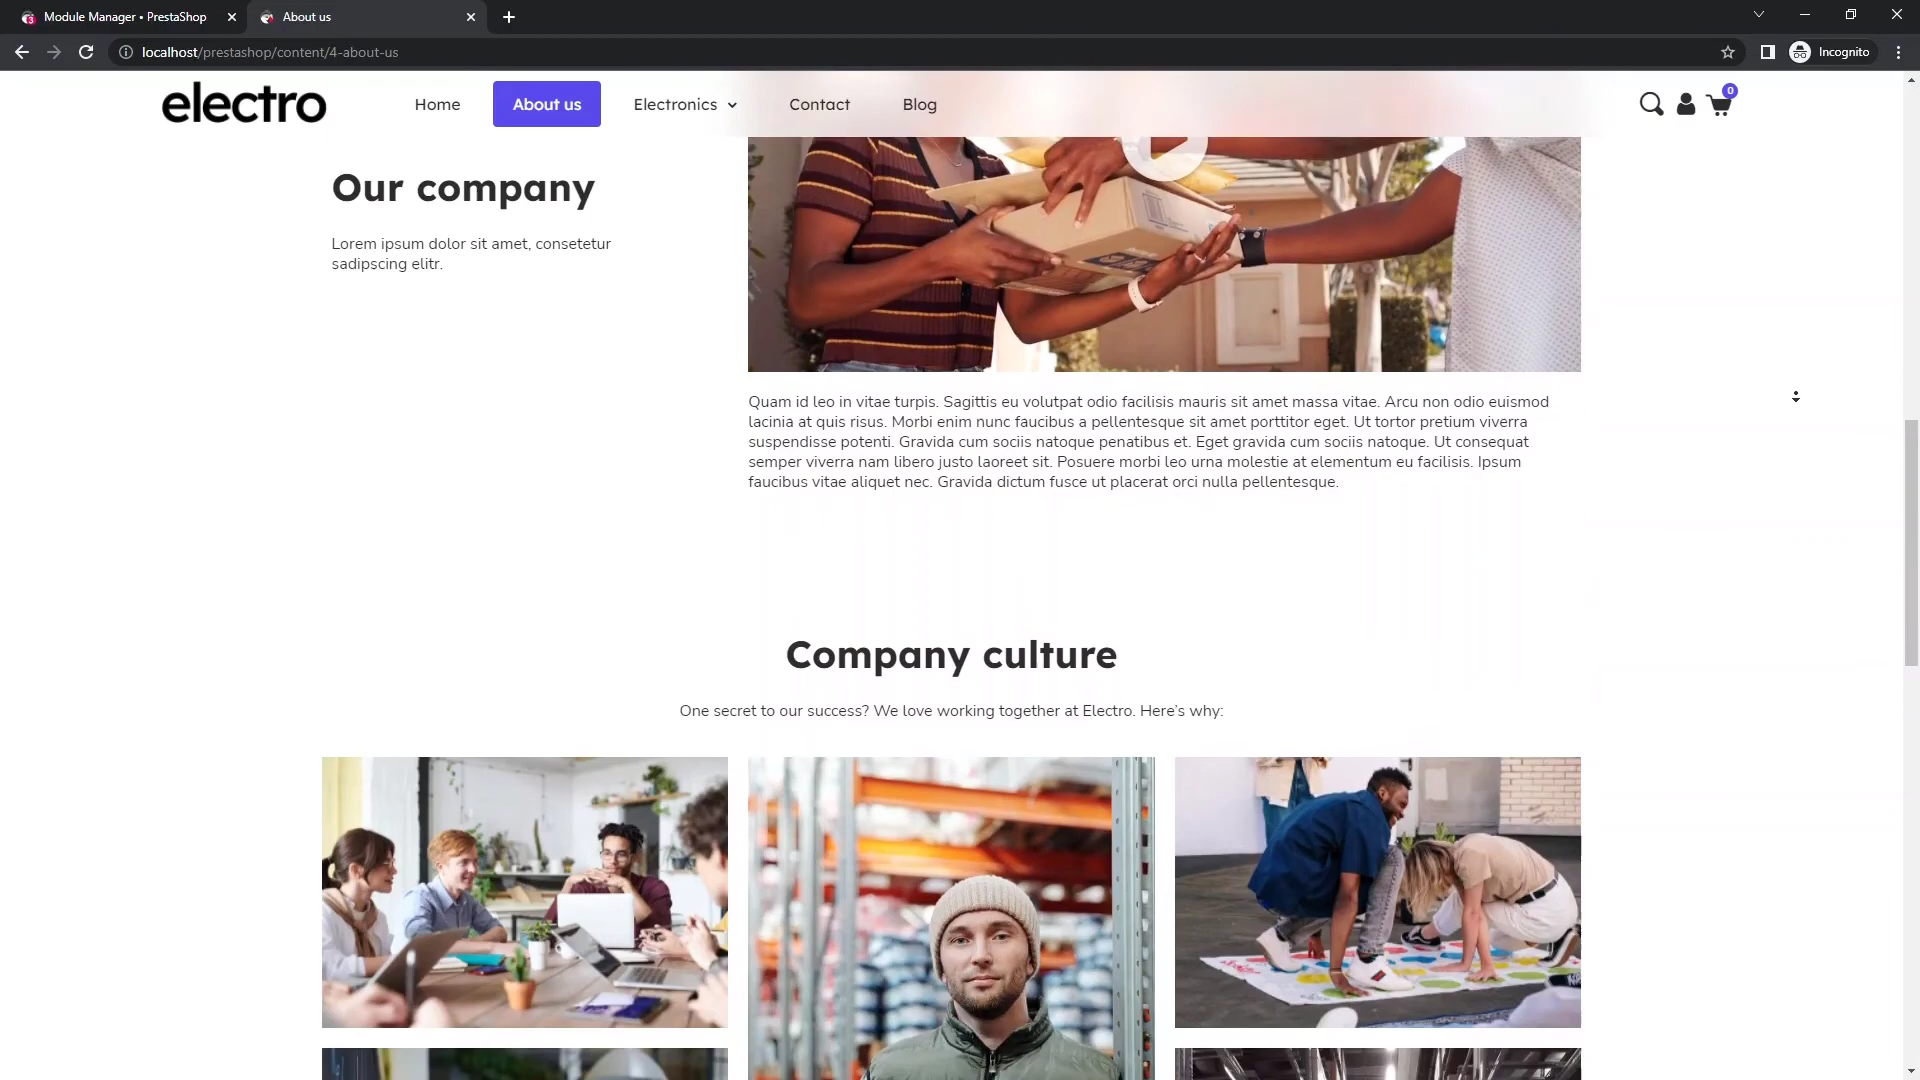 Module Manager • PrestaShop
About us
localhost/prestashop/content/4-about-us
Incognito
electro
Home
About us
Electronics
Contact
Blog
0
Our company
Lorem ipsum dolor sit amet, consetetur
sadipscing elitr.
Quam id leo in vitae turpis. Sagittis eu volutpat odio facilisis mauris sit amet massa vitae. Arcu non odio euismod
lacinia at quis risus. Morbi enim nunc faucibus a pellentesque sit amet porttitor eget. Ut tortor pretium viverra
suspendisse potenti. Gravida cum sociis natoque penatibus et. Eget gravida cum sociis natoque. Ut consequat
semper viverra nam libero justo laoreet sit. Posuere morbi leo urna molestie at elementum eu facilisis. Ipsum
faucibus vitae aliquet nec. Gravida dictum fusce ut placerat orci nulla pellentesque.
Company culture
One secret to our success? We love working together at Electro. Here's why: